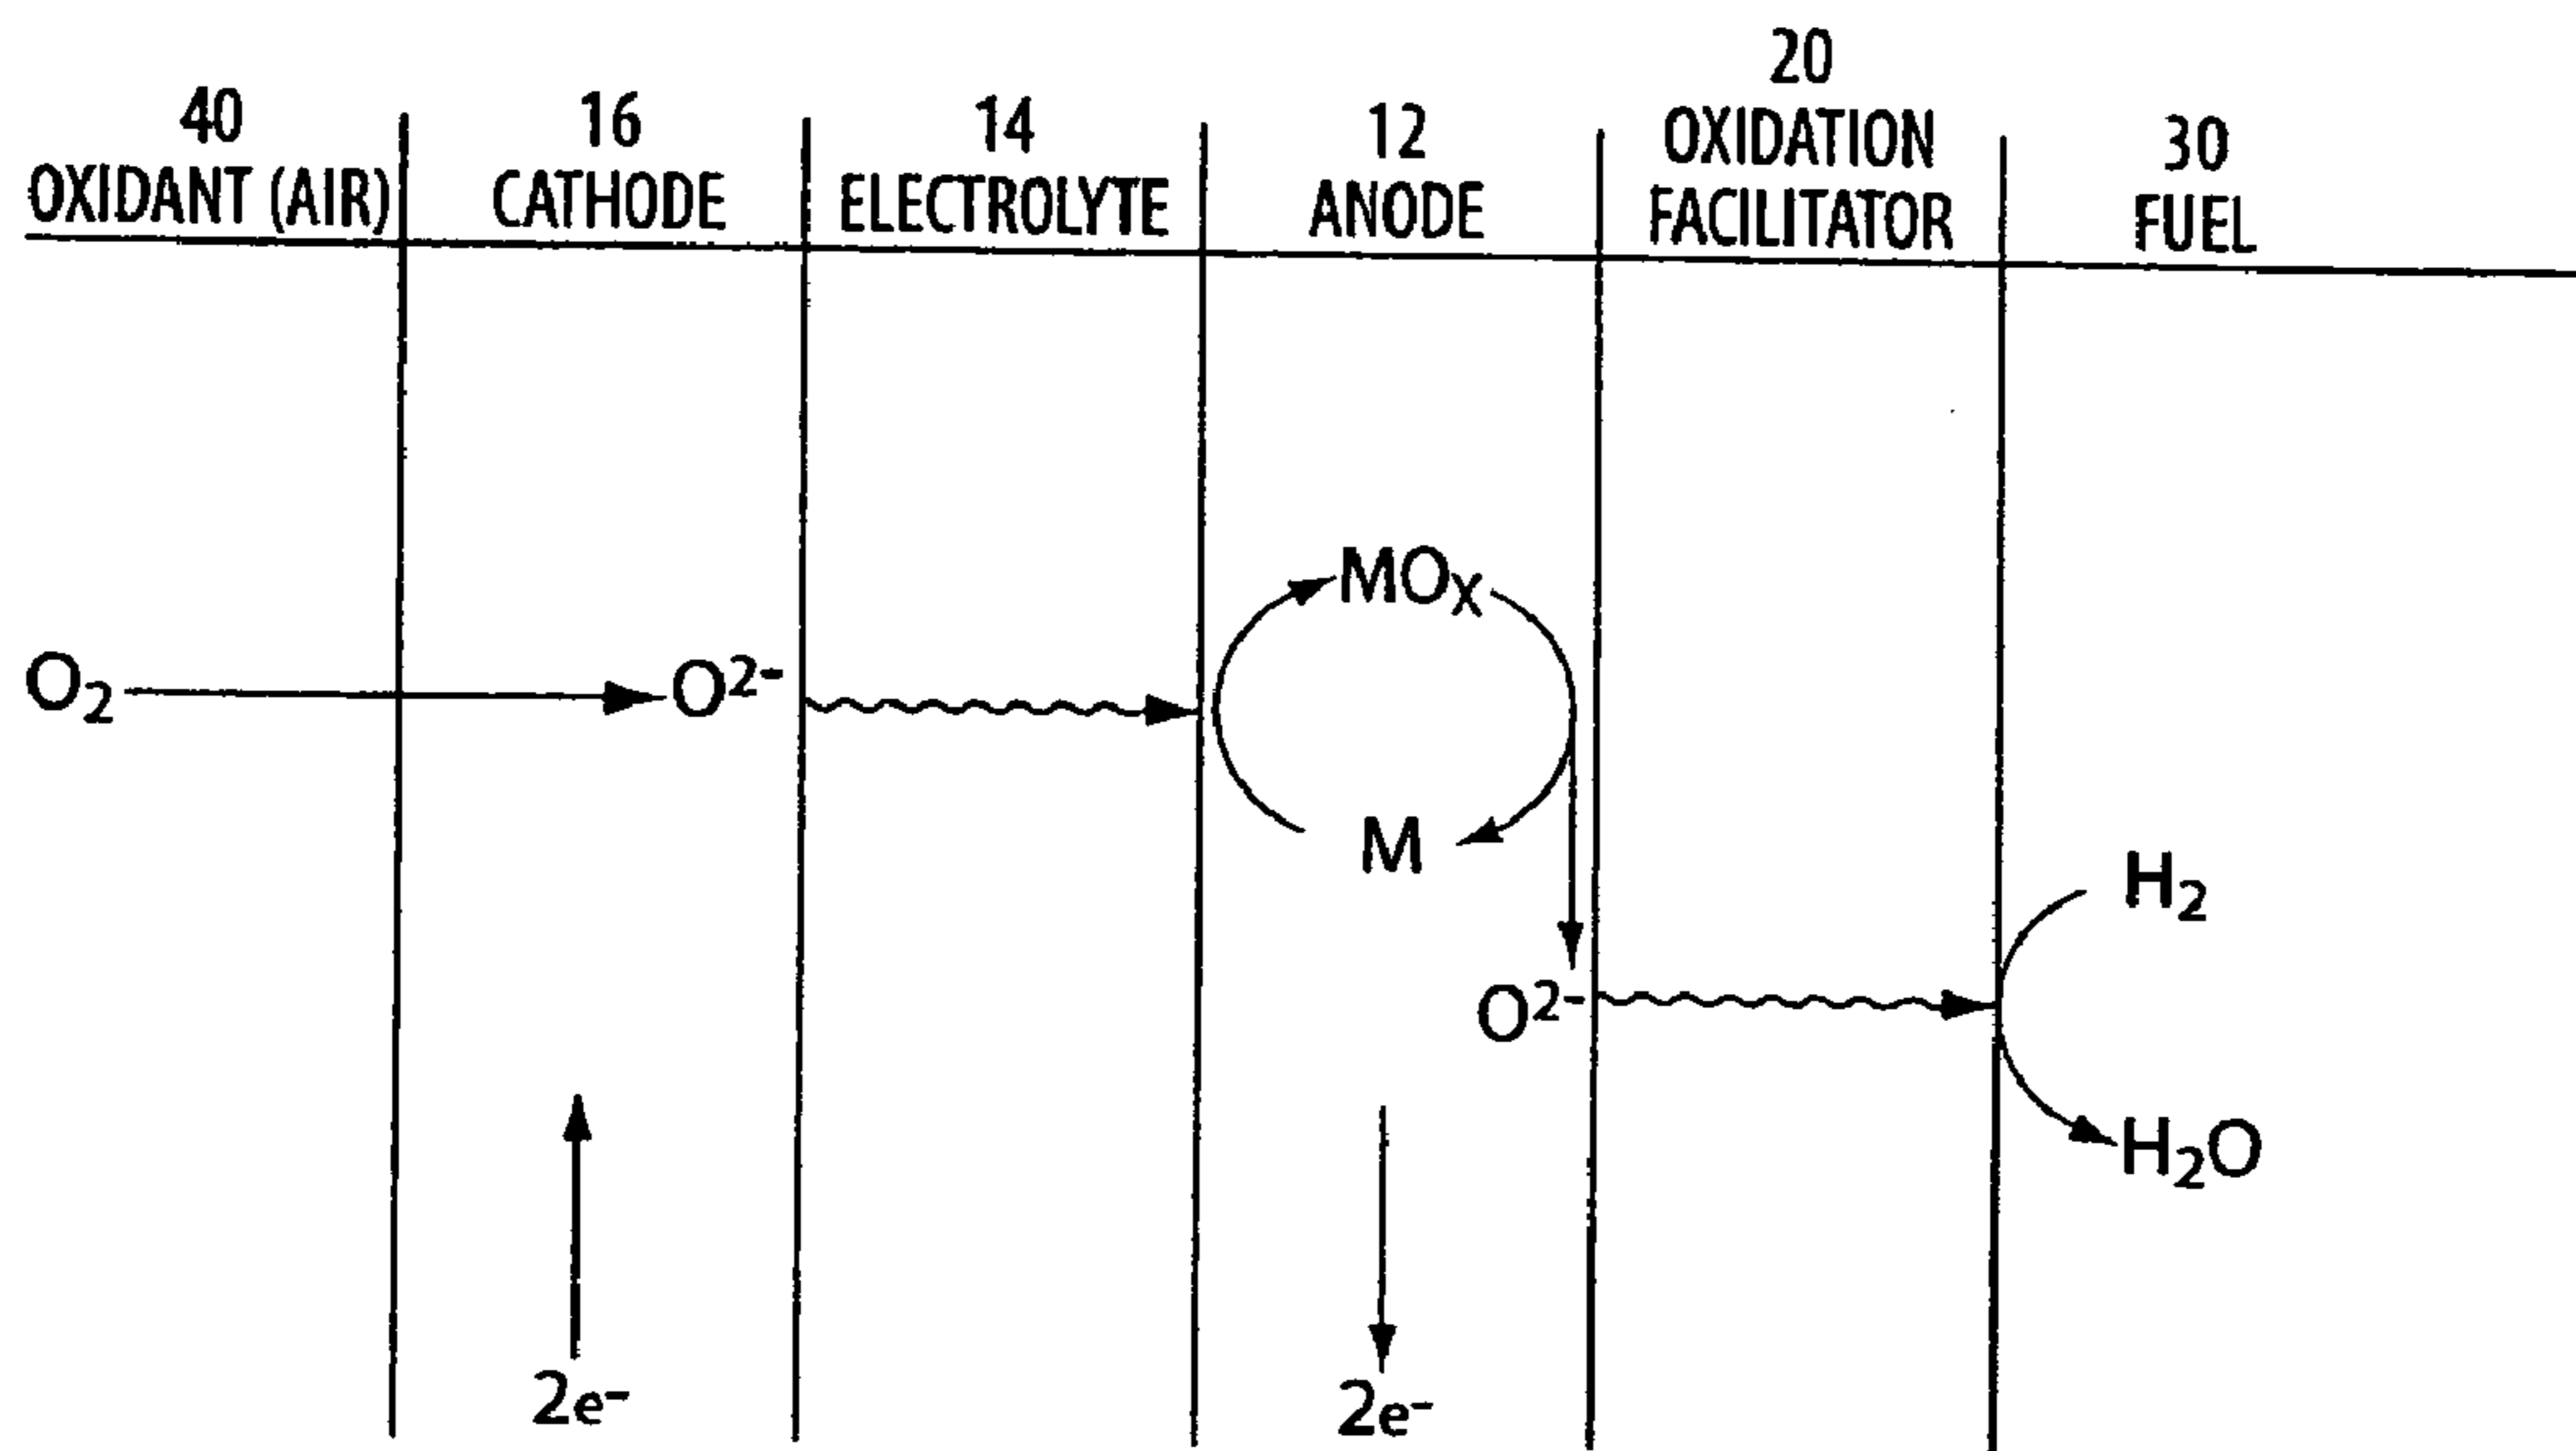 40
OXIDANT (AIR)
16
CATHODE
14
ELECTROLYTE
12
ANODE
20
OXIDATION
FACILITATOR
30
FUEL
O₂
O²⁻
MOₓ
M
O²⁻
H₂
H₂O
2e⁻
2e⁻